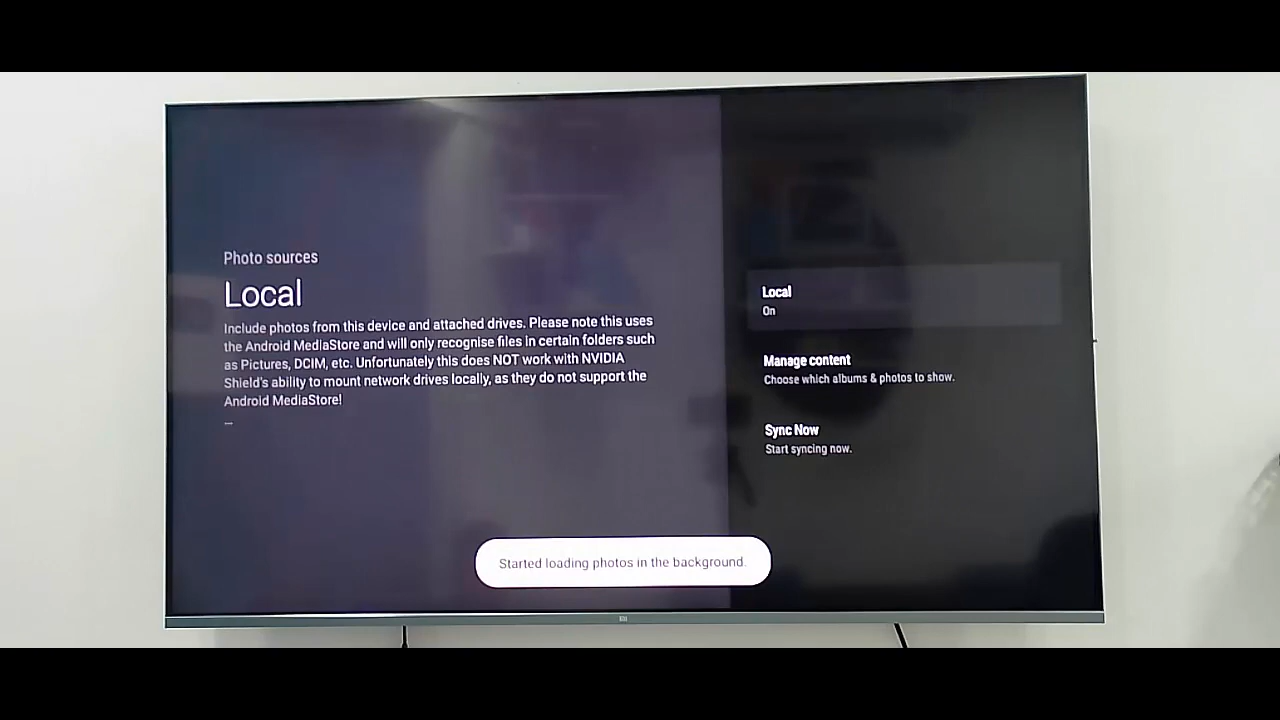 Photo sources
Local
Include photos from this device and attached drives. Please note this uses
the Android MediaStore and will only recognise files in certain folders such
as Pictures, DCIM, etc. Unfortunately this does NOT work with NVIDIA
Shield's ability to mount network drives locally, as they do not support the
Android MediaStore!
...
Local
On
Manage content
Choose which albums & photos to show.
Sync Now
Start syncing now.
Started loading photos in the background.
MI